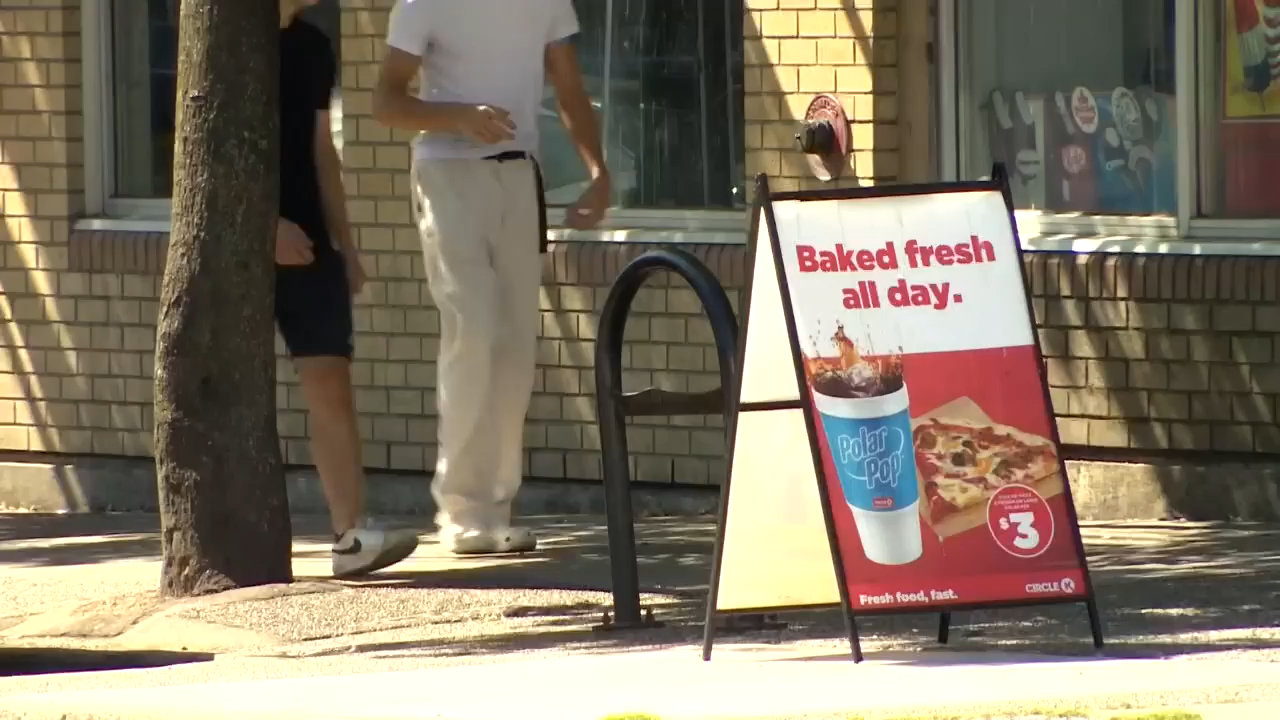 Baked fresh
all day.
Polar
Pop
$3
Fresh food, fast.
CIRCLE K